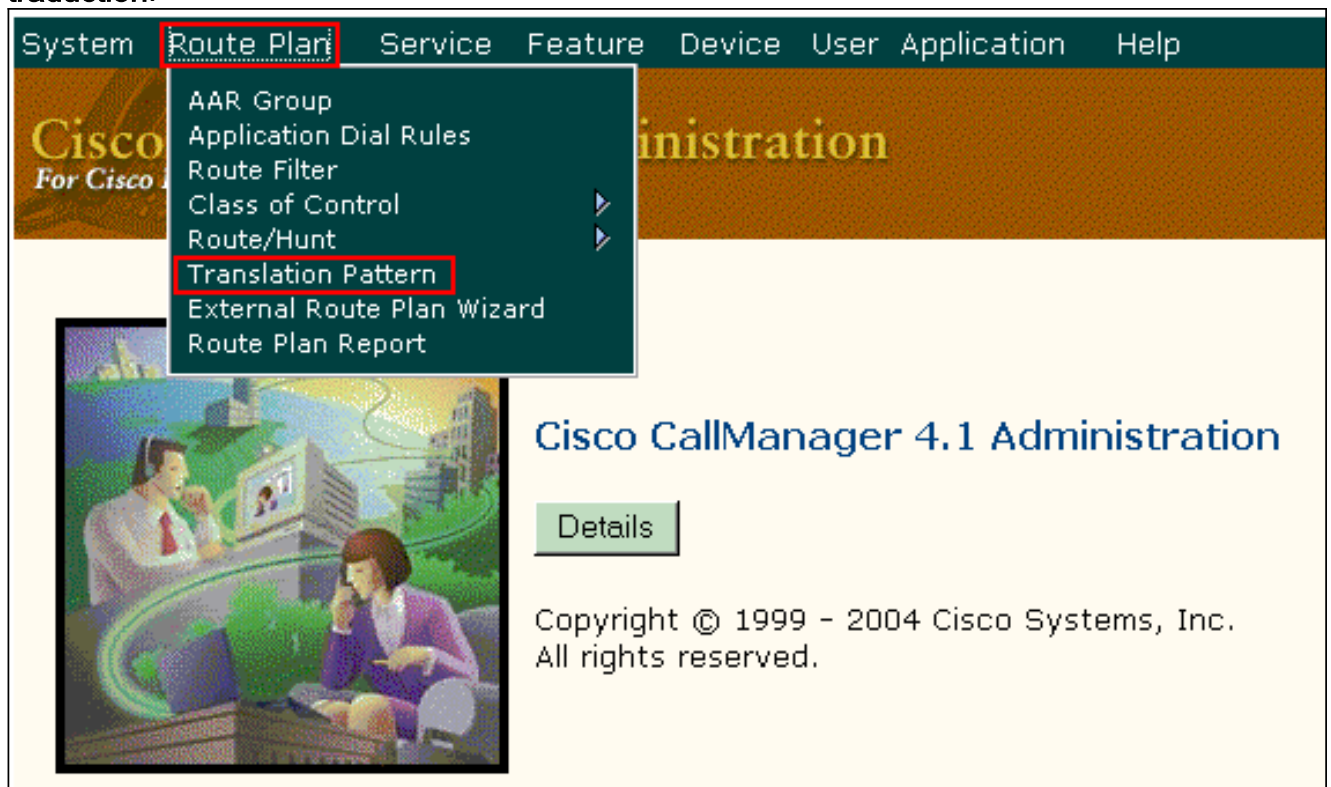 System Route Plan Service Feature Device User Application Help
AAR Group
Application Dial Rules
Route Filter
Class of Control
Route/Hunt
Translation Pattern
External Route Plan Wizard
Route Plan Report
Cisco inistration
For Cisco
Cisco CallManager 4.1 Administration
Details
Copyright © 1999 - 2004 Cisco Systems, Inc.
All rights reserved.